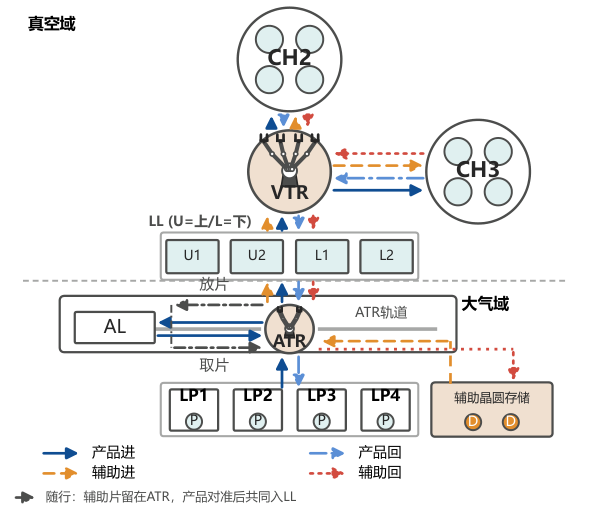 真空域
CH2
VTR
CH3
LL (U=上/L=下)
U1
U2
L1
L2
放片
大气域
AL
ATR
ATR轨道
取片
LP1
LP2
LP3
LP4
P
P
P
P
辅助晶圆存储
D
D
产品进
产品回
辅助进
辅助回
随行：辅助片留在ATR，产品对准后共同入LL